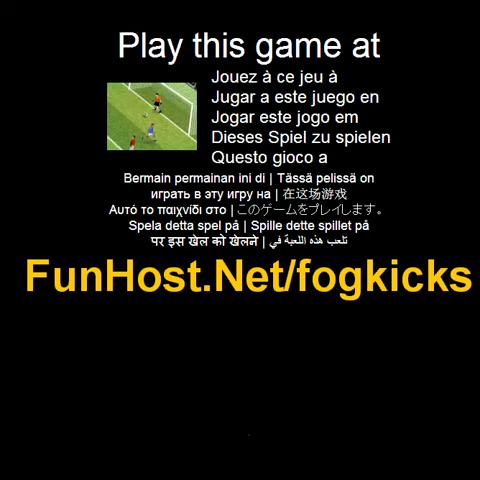 Play this game at
Jouez à ce jeu à
Jugar a este juego en
Jogar este jogo em
Dieses Spiel zu spielen
Questo gioco a
Bermain permainan ini di | Tässä pelissä on
играть в эту игру на | 在这场游戏
Αυτό το παιχνίδι στο | このゲームをプレイします。
Spela detta spel på | Spille dette spillet på
पर इस खेल को खेलने | تلعب هذه اللعبة في
FunHost.Net/fogkicks